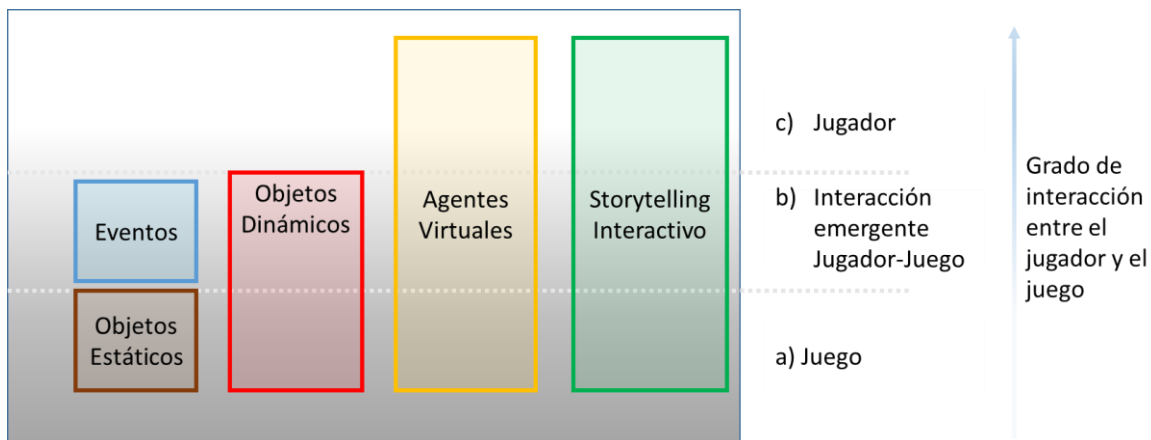 Eventos
Objetos
Estáticos
Objetos
Dinámicos
Agentes
Virtuales
Storytelling
Interactivo
c) Jugador
b) Interacción
emergente
Jugador-Juego
a) Juego
Grado de
interacción
entre el
jugador y el
juego